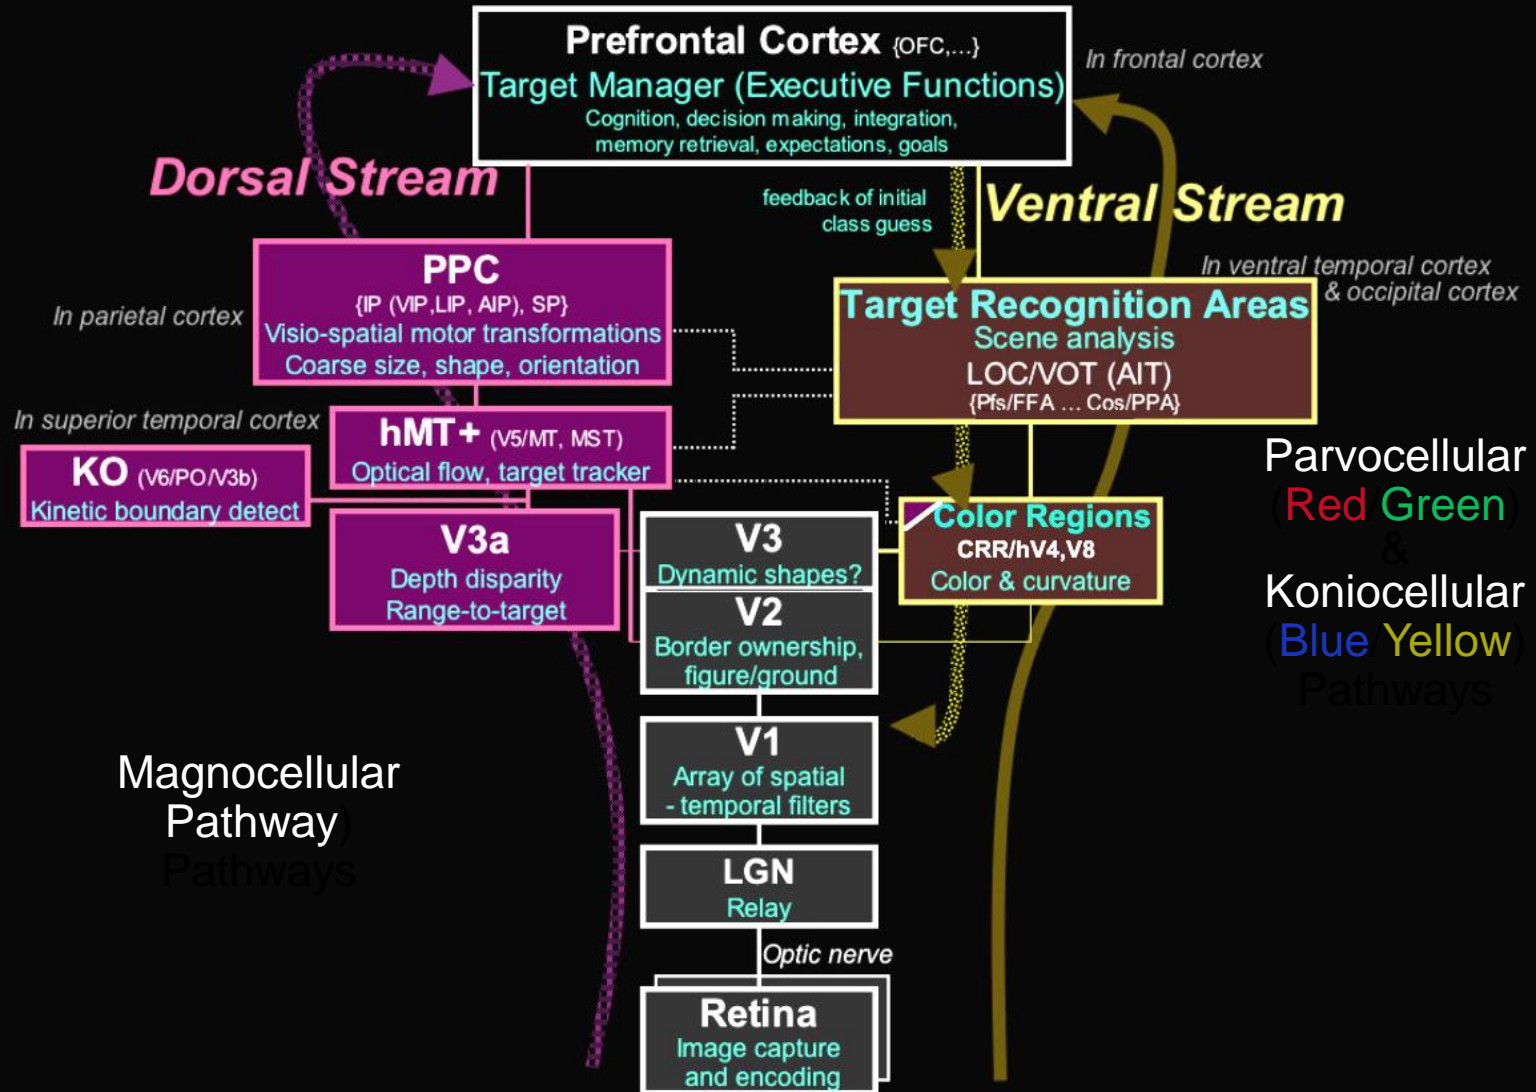 Prefrontal Cortex {OFC,...}
Target Manager (Executive Functions)
Cognition, decision making, integration,
memory retrieval, expectations, goals
In frontal cortex
Dorsal Stream
feedback of initial
class guess
Ventral Stream
PPC
{IP (VIP,LIP, AIP), SP}
Visio-spatial motor transformations
Coarse size, shape, orientation
In parietal cortex
In ventral temporal cortex
& occipital cortex
Target Recognition Areas
Scene analysis
LOC/VOT (AIT)
{Pfs/FFA ... Cos/PPA}
In superior temporal cortex
hMT+ (V5/MT, MST)
Optical flow, target tracker
KO (V6/PO/V3b)
Kinetic boundary detect
V3a
Depth disparity
Range-to-target
V3
Dynamic shapes?
V2
Border ownership,
figure/ground
Color Regions
CRR/hV4,V8
Color & curvature
Parvocellular
(Red/Green)
&
Koniocellular
(Blue/Yellow)
Pathways
V1
Array of spatial
- temporal filters
Magnocellular
Pathway)
Pathways
LGN
Relay
Optic nerve
Retina
Image capture
and encoding